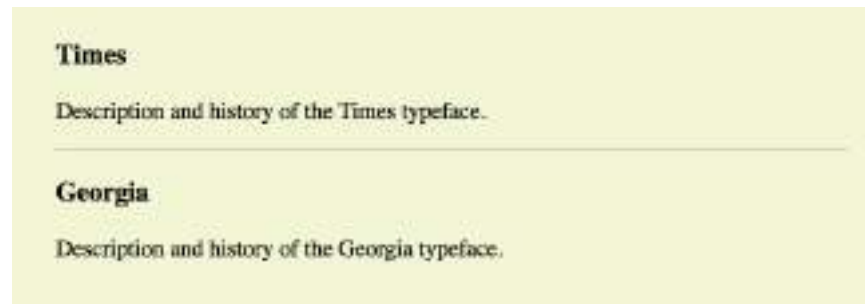 Times
Description and history of the Times typeface.
Georgia
Description and history of the Georgia typeface.